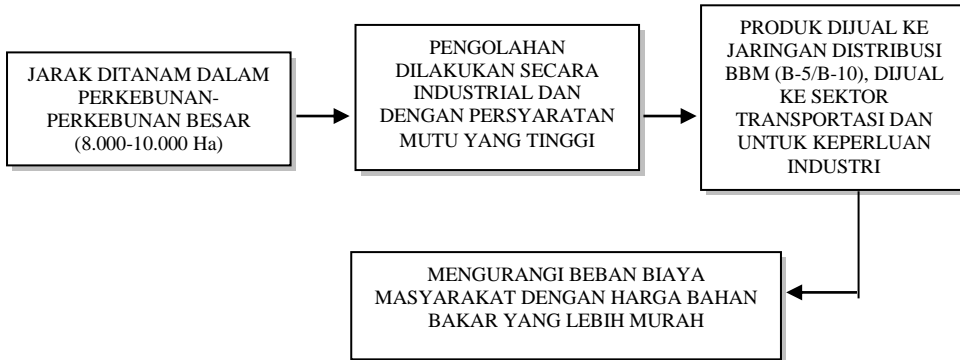 JARAK DITANAM DALAM
PERKEBUNAN-
PERKEBUNAN BESAR
(8.000-10.000 Ha)
PENGOLAHAN
DILAKUKAN SECARA
INDUSTRIAL DAN
DENGAN PERSYARATAN
MUTU YANG TINGGI
PRODUK DIJUAL KE
JARINGAN DISTRIBUSI
BBM (B-5/B-10), DIJUAL
KE SEKTOR
TRANSPORTASI DAN
UNTUK KEPERLUAN
INDUSTRI
MENGURANGI BEBAN BIAYA
MASYARAKAT DENGAN HARGA BAHAN
BAKAR YANG LEBIH MURAH